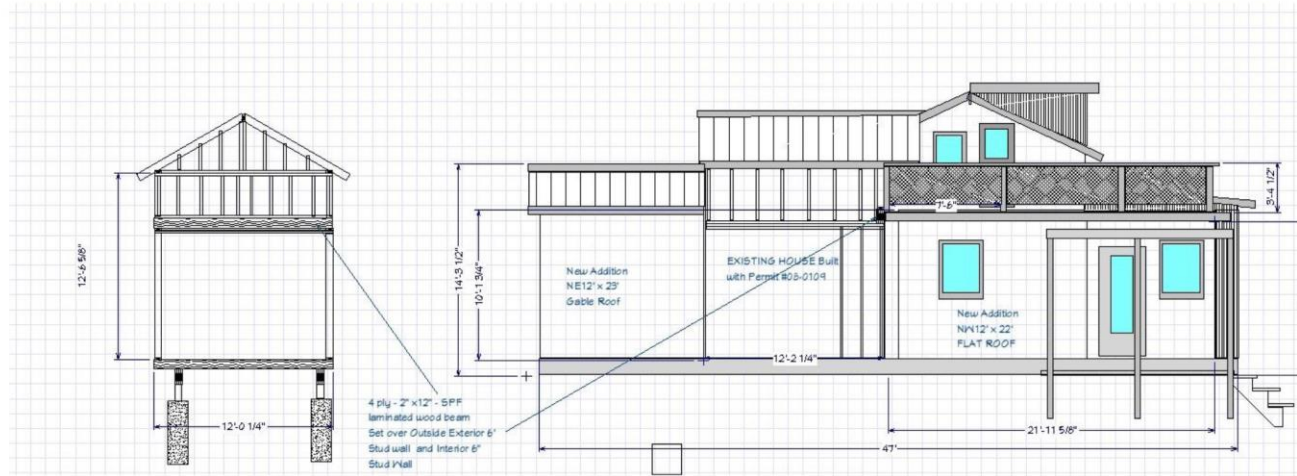 12'-6 5/8"
12'-0 1/4"
4 ply - 2" x12" - SPF
laminated wood beam
Set over Outside Exterior 6'
Stud wall and Interior 6"
Stud Wall
14'-3 1/2"
10'-1 3/4"
New Addition
NE12' x 23'
Gable Roof
EXISTING HOUSE Built
with Permit #03-0109
12'-2 1/4"
7'-6"
3'-4 1/2"
New Addition
NW12' x 22'
FLAT ROOF
21'-11 5/8"
47'